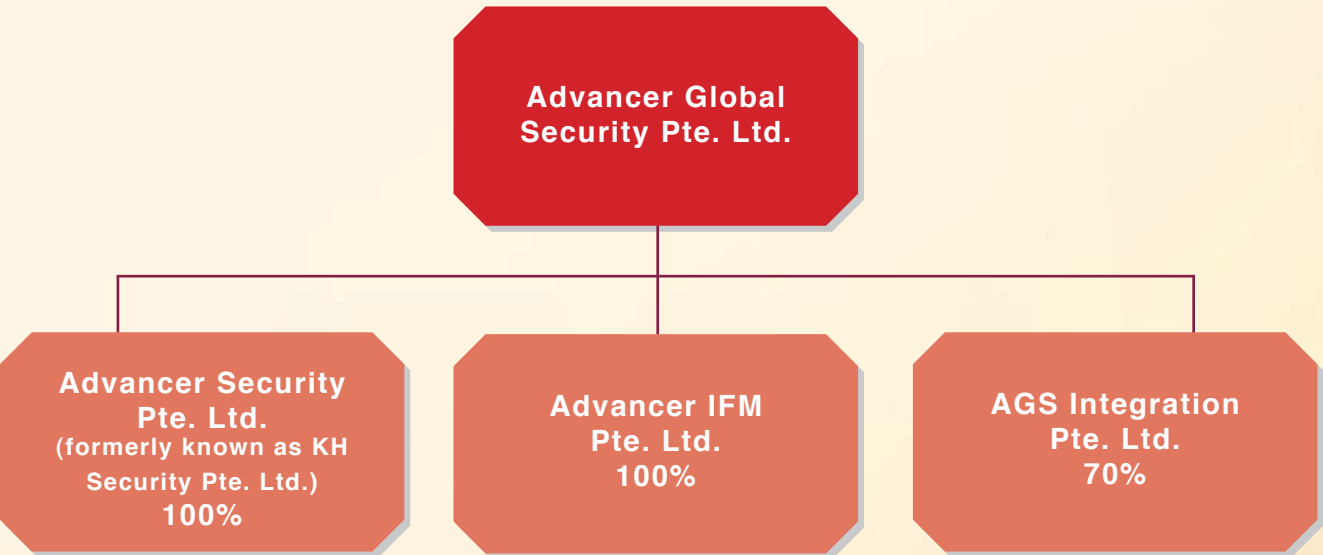 Advancer Global
Security Pte. Ltd.
Advancer Security
Pte. Ltd.
(formerly known as KH
Security Pte. Ltd.)
100%
Advancer IFM
Pte. Ltd.
100%
AGS Integration
Pte. Ltd.
70%